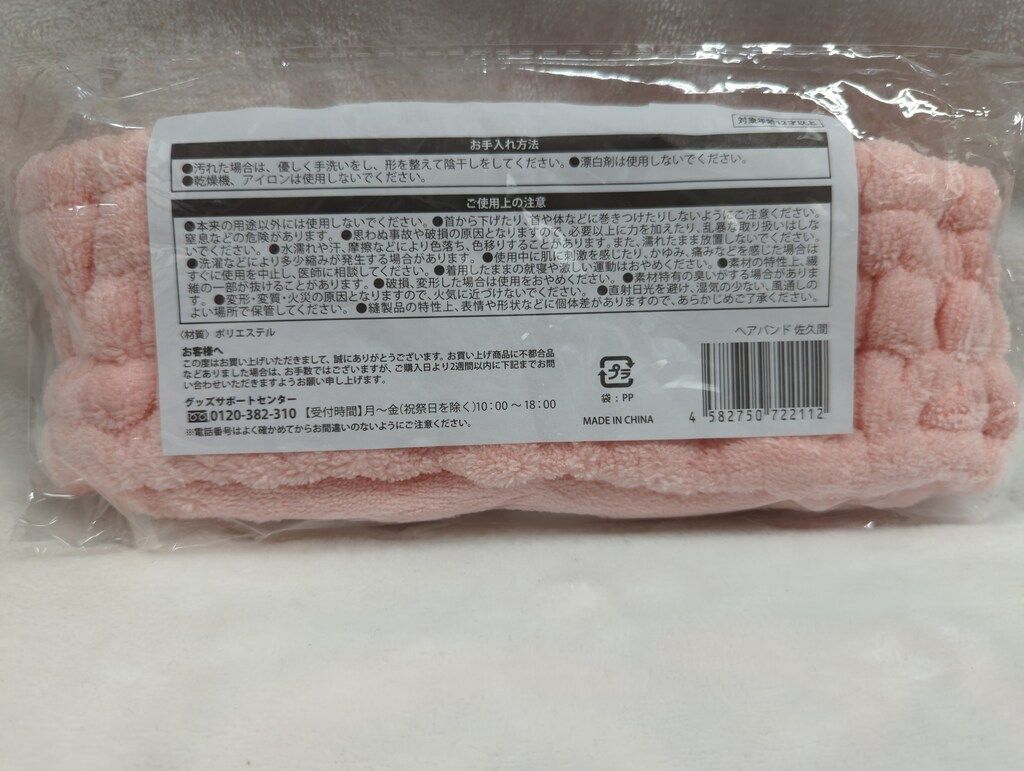 対象年齢12才以上
お手入れ方法
●汚れた場合は、優しく手洗いをし、形を整えて陰干しをしてください。●漂白剤は使用しないでください。
●乾燥機、アイロンは使用しないでください。
ご使用上の注意
●本来の用途以外には使用しないでください。●首から下げたり、首や体などに巻きつけたりしないようにご注意ください。
窒息などの危険があります。●思わぬ事故や破損の原因となりますので、必要以上に力を加えたり、乱暴な取り扱いはしな
いでください。●水濡れや汗、摩擦などにより色落ち、色移りすることがあります。また、濡れたまま放置しないでください。
●洗濯などにより多少縮みが発生する場合があります。●使用中に肌に刺激を感じたり、かゆみ、痛みなどを感じた場合は
すぐに使用を中止し、医師に相談してください。●着用したままの就寝や激しい運動はおやめください。●素材の特性上、繊
維の一部が抜けることがあります。●破損、変形した場合は使用をおやめください。●素材特有の臭いがする場合がありま
す。●変形・変質・火災の原因となりますので、火気に近づけないでください。●直射日光を避け、湿気の少ない、風通しの
よい場所で保管してください。●縫製品の特性上、表情や形状などに個体差がありますので、あらかじめご了承ください。
〈材質〉ポリエステル
ヘアバンド 佐久間
お客様へ
この度はお買い上げいただきまして、誠にありがとうございます。お買い上げ商品に不都合品
などありました場合は、お手数ではございますが、ご購入日より2週間以内に下記までお問
い合わせいただきますようお願い申し上げます。
グッズサポートセンター
0120-382-310【受付時間】月〜金(祝祭日を除く)10:00〜18:00
※電話番号はよく確かめてからお間違いのないようにご注意ください。
プラ
袋：PP
MADE IN CHINA
4 582750 722112